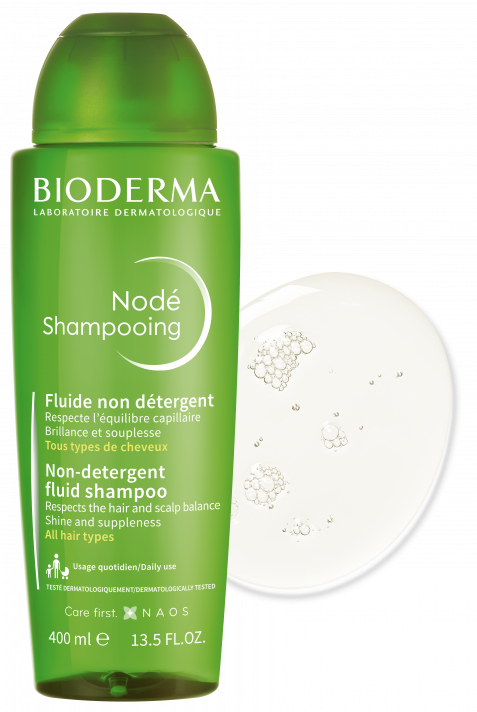 BIODERMA
LABORATOIRE DERMATOLOGIQUE
Nodé
Shampooing
Fluide non détergent
Respecte l'équilibre capillaire
Brillance et souplesse
Tous types de cheveux
Non-detergent
fluid shampoo
Respects the hair and scalp balance
Shine and suppleness
All hair types
Usage quotidien/Daily use
TESTÉ DERMATOLOGIQUEMENT/DERMATOLOGICALLY TESTED
Care first. NAOS
400 ml ℮ 13.5 FL.OZ.